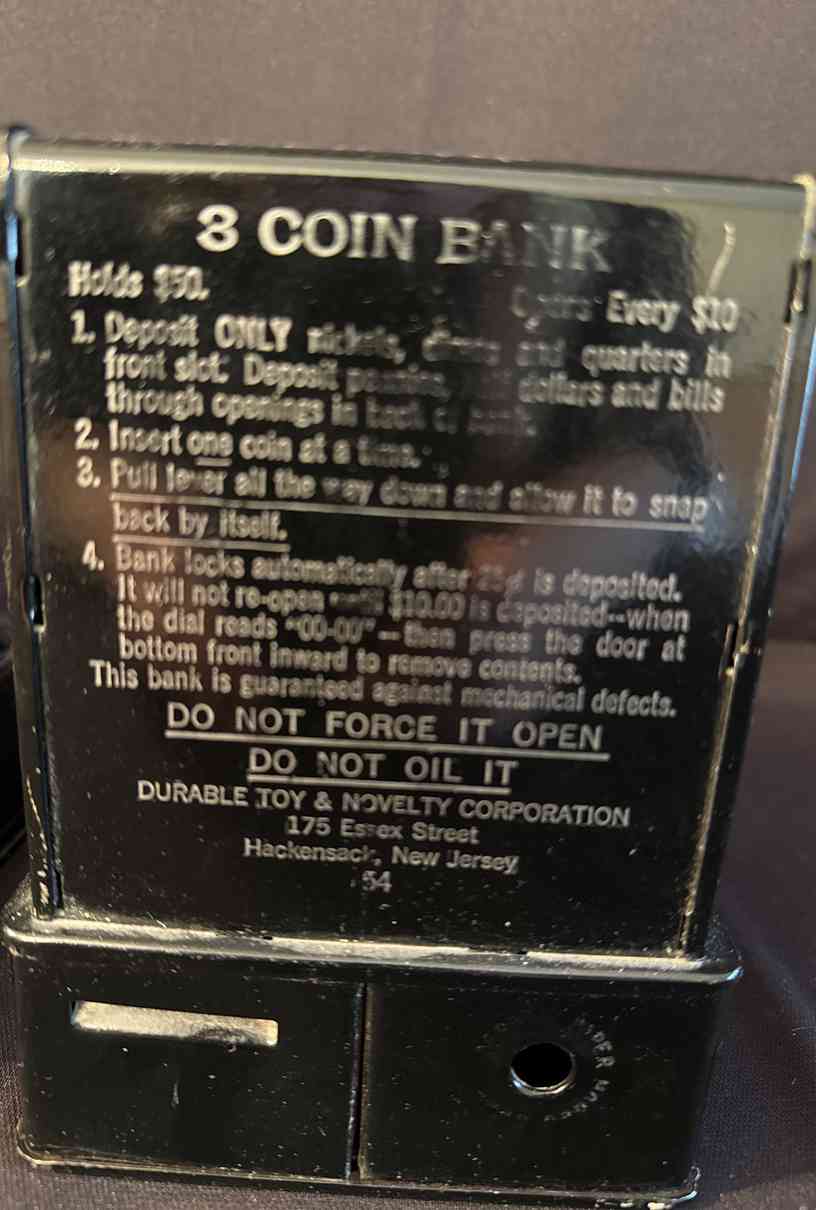 3 COIN BANK
Holds $50.
Opens Every $10
1. Deposit ONLY nickels, dimes and quarters in
front slot. Deposit pennies, dollars and bills
through openings in back of bank.
2. Insert one coin at a time.
3. Pull lever all the way down and allow it to snap
back by itself.
4. Bank locks automatically after 25¢ is deposited.
It will not re-open until $10.00 is deposited--when
the dial reads "00-00"—then press the door at
bottom front inward to remove contents.
This bank is guaranteed against mechanical defects.
DO NOT FORCE IT OPEN
DO NOT OIL IT
DURABLE TOY & NOVELTY CORPORATION
175 Essex Street
Hackensack, New Jersey
54
PAPER MONEY